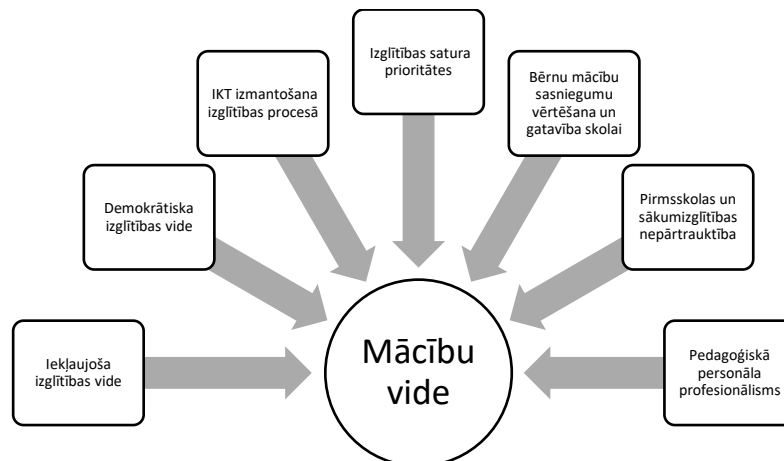 Izglītības satura
prioritātes
IKT izmantošana
izglītības procesā
Bērnu mācību
sasniegumu
vērtēšana un
gatavība skolai
Demokrātiska
izglītības vide
Pirmsskolas un
sākumizglītības
nepārtrauktība
Iekļaujoša
izglītības vide
Mācību
vide
Pedagoģiskā
personāla
profesionālisms